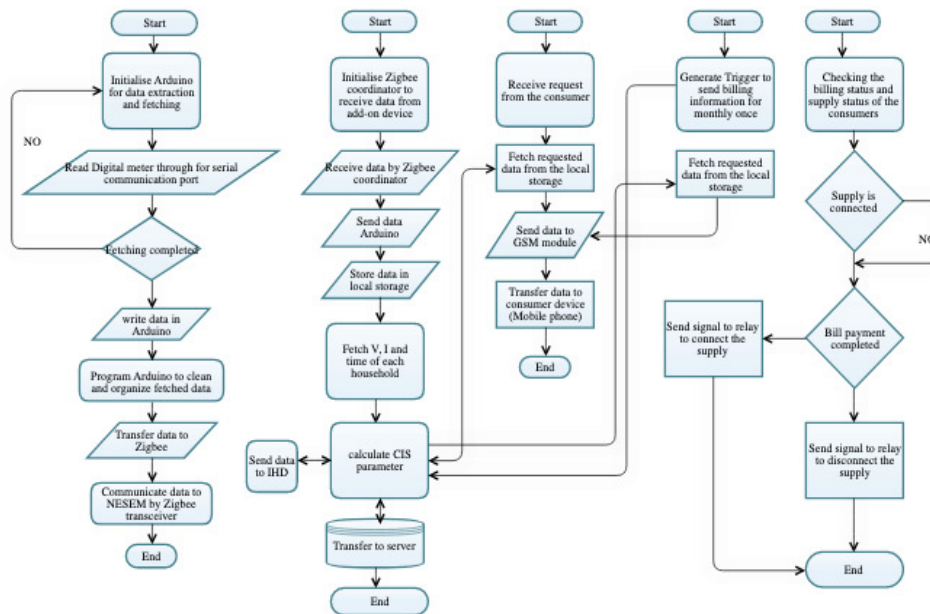 Start
Initialise Arduino
for data extraction
and fetching
NO
Read Digital meter through for serial
communication port
Fetching completed
write data in
Arduino
Program Arduino to clean
and organize fetched data
Transfer data to
Zigbee
Communicate data to
NESEM by Zigbee
transceiver
End
Start
Initialise Zigbee
coordinator to
receive data from
add-on device
Receive data by Zigbee
coordinator
Send data
Arduino
Store data in
local storage
Fetch V, I and
time of each
household
calculate CIS
parameter
Send data
to IHD
Transfer to server
End
Start
Receive request
from the consumer
Fetch requested
data from the local
storage
Send data to
GSM module
Transfer data to
consumer device
(Mobile phone)
End
Start
Generate Trigger to
send billing
information for
monthly once
Fetch requested
data from the local
storage
Start
Checking the
billing status and
supply status of the
consumers
Supply is
connected
NO
Bill payment
completed
Send signal to relay
to connect the
supply
Send signal to relay
to disconnect the
supply
End